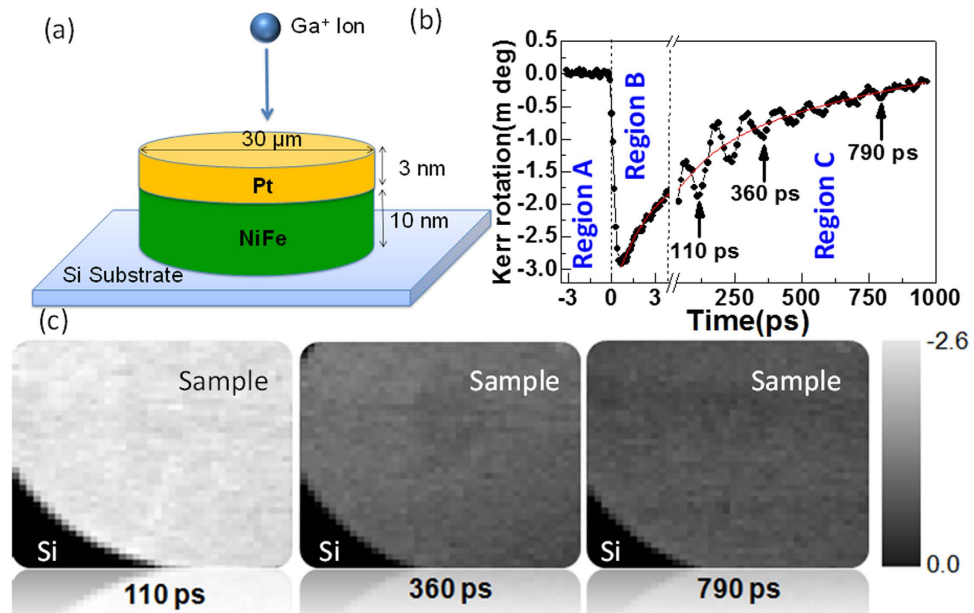 (a)
Ga⁺ Ion
30 µm
3 nm
Pt
10 nm
NiFe
Si Substrate
(b)
Kerr rotation(m deg)
0.5
0.0
-0.5
-1.0
-1.5
-2.0
-2.5
-3.0
Region A
Region B
Region C
110 ps
360 ps
790 ps
-3 0 3 250 500 750 1000
Time(ps)
(c)
Sample
Si
110 ps
Sample
360 ps
Sample
790 ps
-2.6
0.0